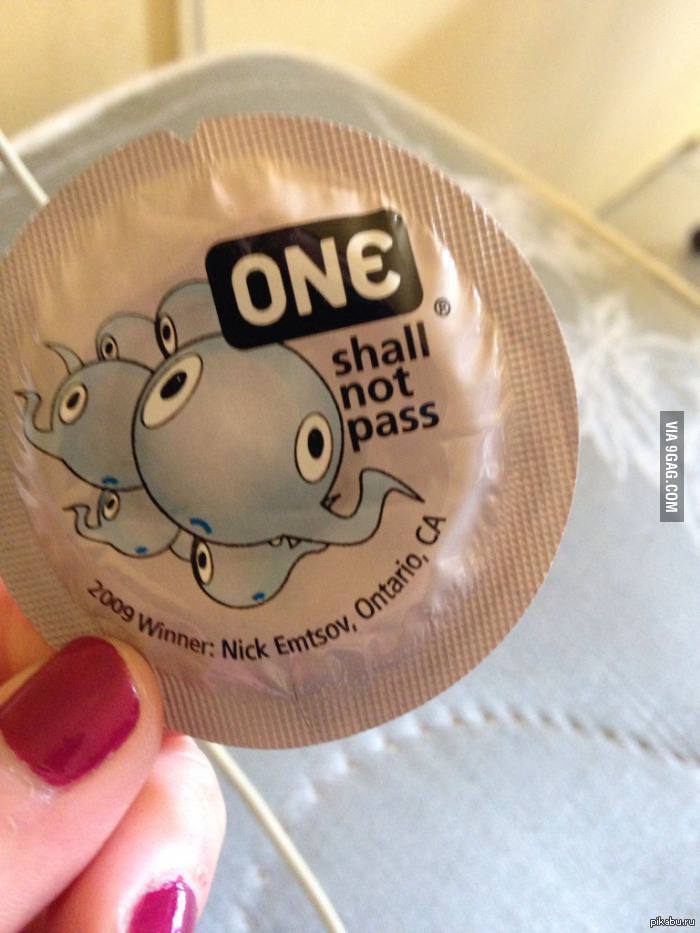 ONE®
shall
not
pass
2009 Winner: Nick Emtsov, Ontario, CA
VIA 9GAG.COM
pikabu.ru